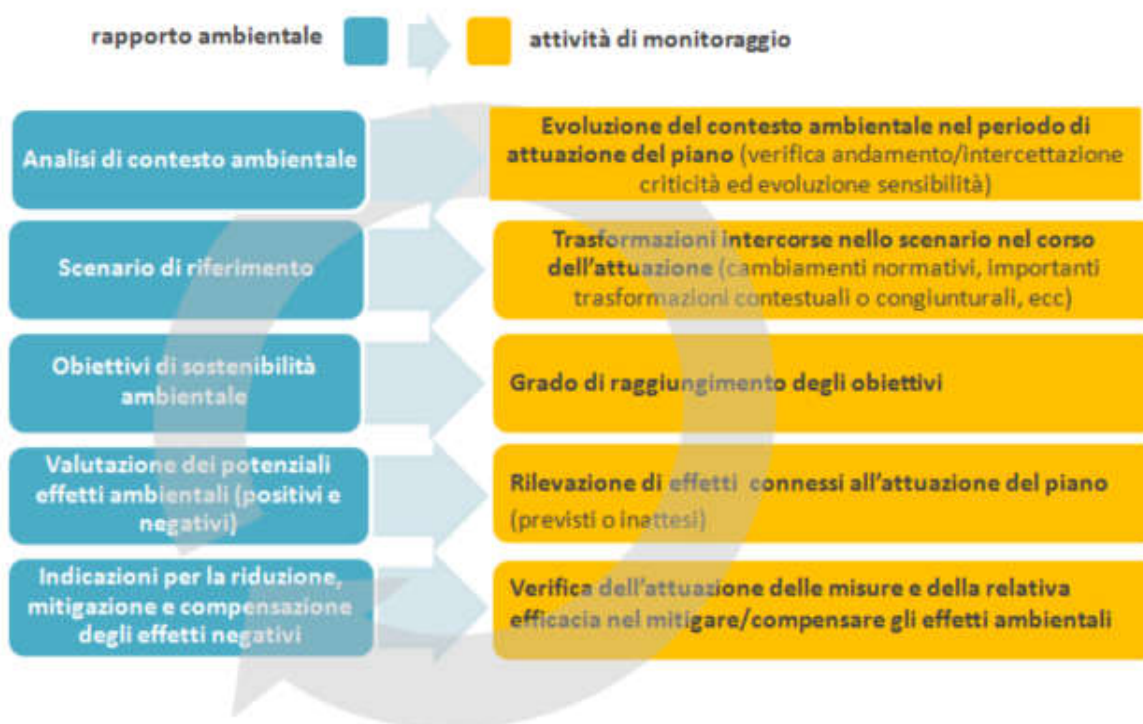 rapporto ambientale
attività di monitoraggio
Analisi di contesto ambientale
Evoluzione del contesto ambientale nel periodo di
attuazione del piano (verifica andamento/intercettazione
criticità ed evoluzione sensibilità)
Scenario di riferimento
Trasformazioni intercorse nello scenario nel corso
dell'attuazione (cambiamenti normativi, importanti
trasformazioni contestuali o congiunturali, ecc)
Obiettivi di sostenibilità
ambientale
Grado di raggiungimento degli obiettivi
Valutazione dei potenziali
effetti ambientali (positivi e
negativi)
Rilevazione di effetti connessi all'attuazione del piano
(previsti o inattesi)
Indicazioni per la riduzione,
mitigazione e compensazione
degli effetti negativi
Verifica dell'attuazione delle misure e della relativa
efficacia nel mitigare/compensare gli effetti ambientali